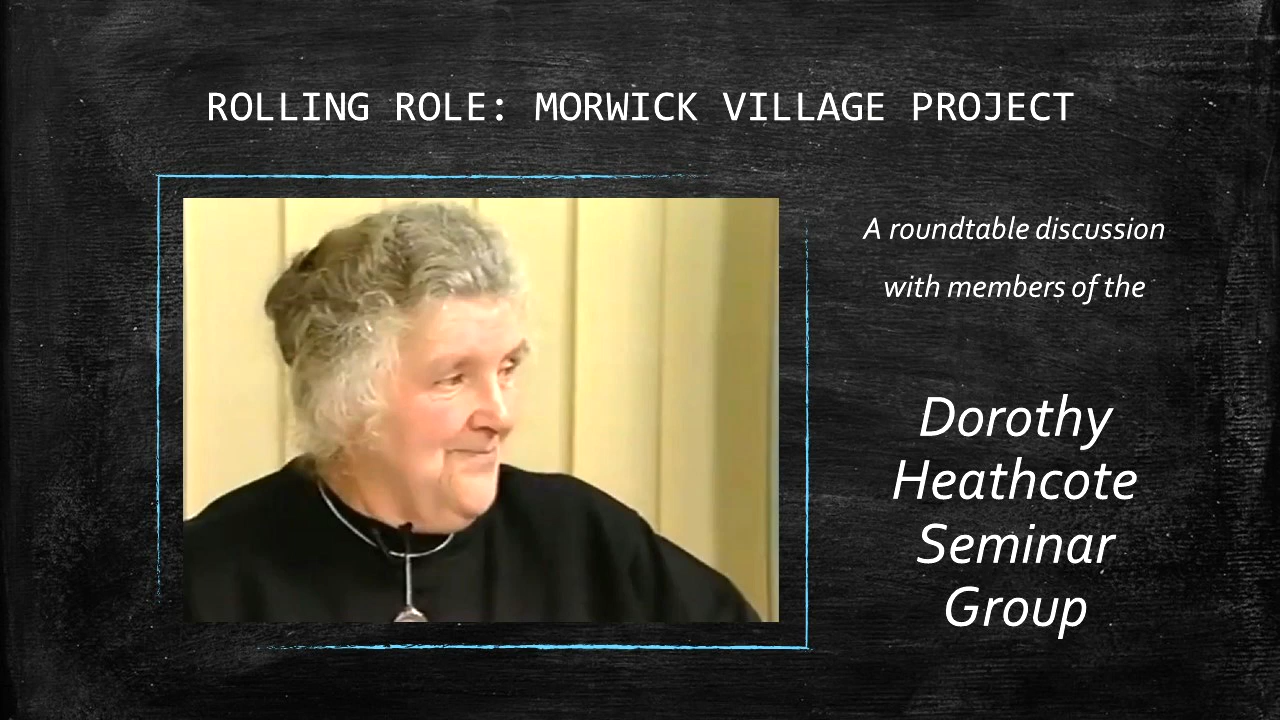 ROLLING ROLE: MORWICK VILLAGE PROJECT
A roundtable discussion
with members of the
Dorothy
Heathcote
Seminar
Group